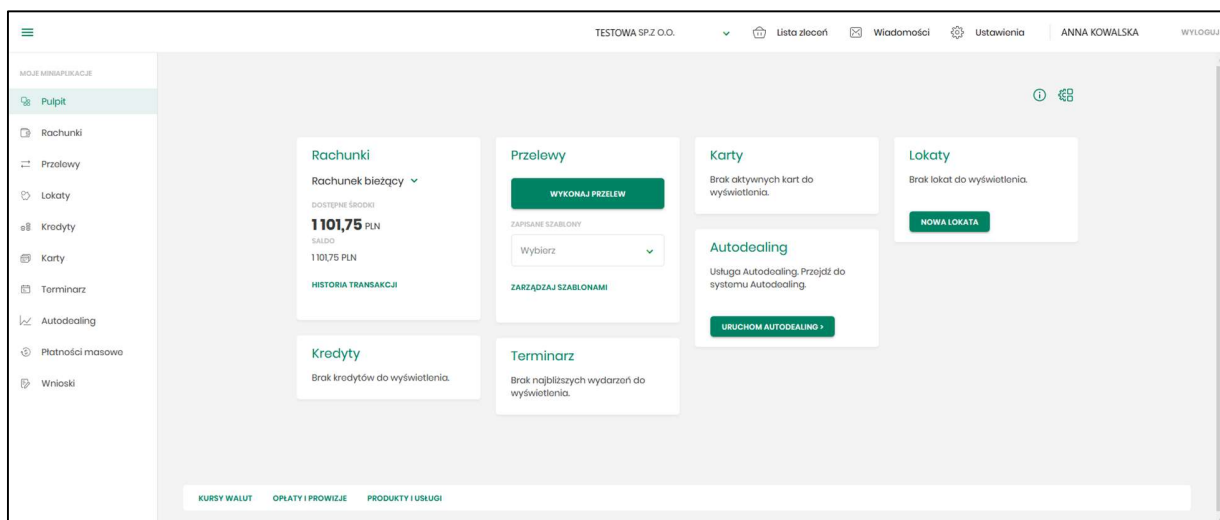 TESTOWA SP.Z O.O.
Lista zleceń
Wiadomości
Ustawienia
ANNA KOWALSKA
WYLOGUJ
MOJE MINIAPLIKACJE
Pulpit
Rachunki
Przelewy
Lokaty
Kredyty
Karty
Terminarz
Autodealing
Płatności masowe
Wnioski
Rachunki
Rachunek bieżący
DOSTĘPNE ŚRODKI
1 101,75 PLN
SALDO
1 101,75 PLN
HISTORIA TRANSAKCJI
Kredyty
Brak kredytów do wyświetlenia.
Przelewy
WYKONAJ PRZELEW
ZAPISANE SZABLONY
Wybierz
ZARZĄDZAJ SZABLONAMI
Terminarz
Brak najbliższych wydarzeń do
wyświetlenia.
Karty
Brak aktywnych kart do
wyświetlenia.
Autodealing
Usługa Autodealing. Przejdź do
systemu Autodealing.
URUCHOM AUTODEALING >
Lokaty
Brak lokat do wyświetlenia.
NOWA LOKATA
KURSY WALUT
OPŁATY I PROWIZJE
PRODUKTY I USŁUGI